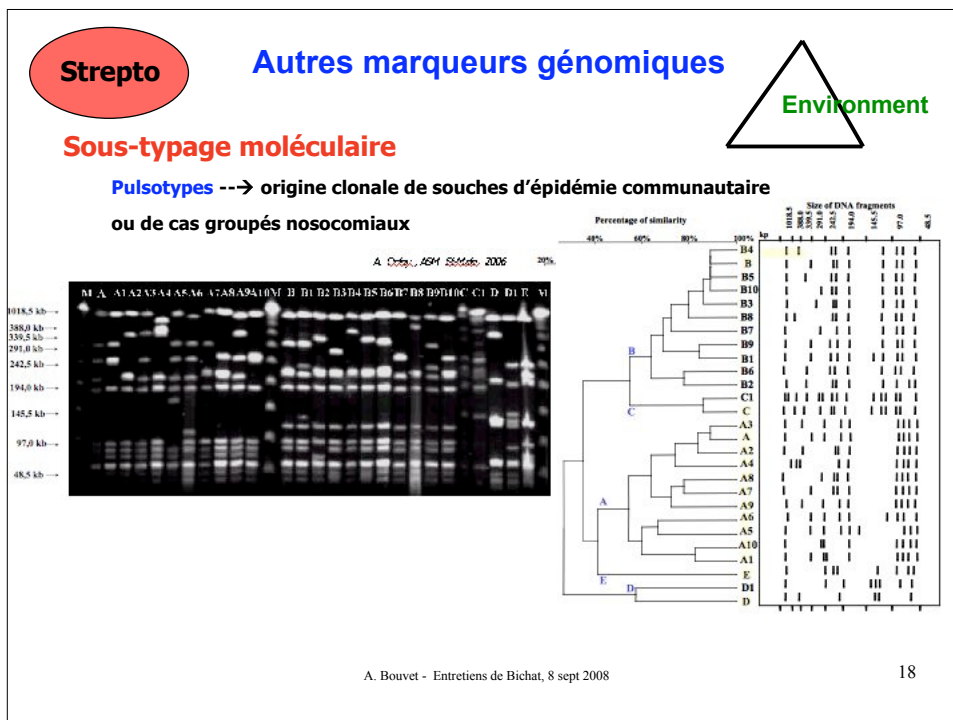 Strepto
Autres marqueurs génomiques
Environment
Sous-typage moléculaire
Pulsotypes --→ origine clonale de souches d'épidémie communautaire
ou de cas groupés nosocomiaux
ASM 2006
20%
M A A1 A2 A3 A4 A5 A6 A7 A8 A9 A10 M B B1 B2 B3 B4 B5 B6 B7 B8 B9 B10 C C1 D D1 E M
1018,5 kb
388,0 kb
339,5 kb
291,0 kb
242,5 kb
194,0 kb
145,5 kb
97,0 kb
48,5 kb
Size of DNA fragments
1018.5 388.0 339.5 291.0 242.5 194.0 145.5 97.0 48.5
Percentage of similarity
40% 60% 80% 100%
B4
B
B5
B10
B3
B8
B7
B9
B1
B6
B2
C1
C
A3
A
A2
A4
A8
A7
A9
A6
A5
A10
A1
E
D1
D
B
C
A
E
D
A. Bouvet - Entretiens de Bichat, 8 sept 2008
18